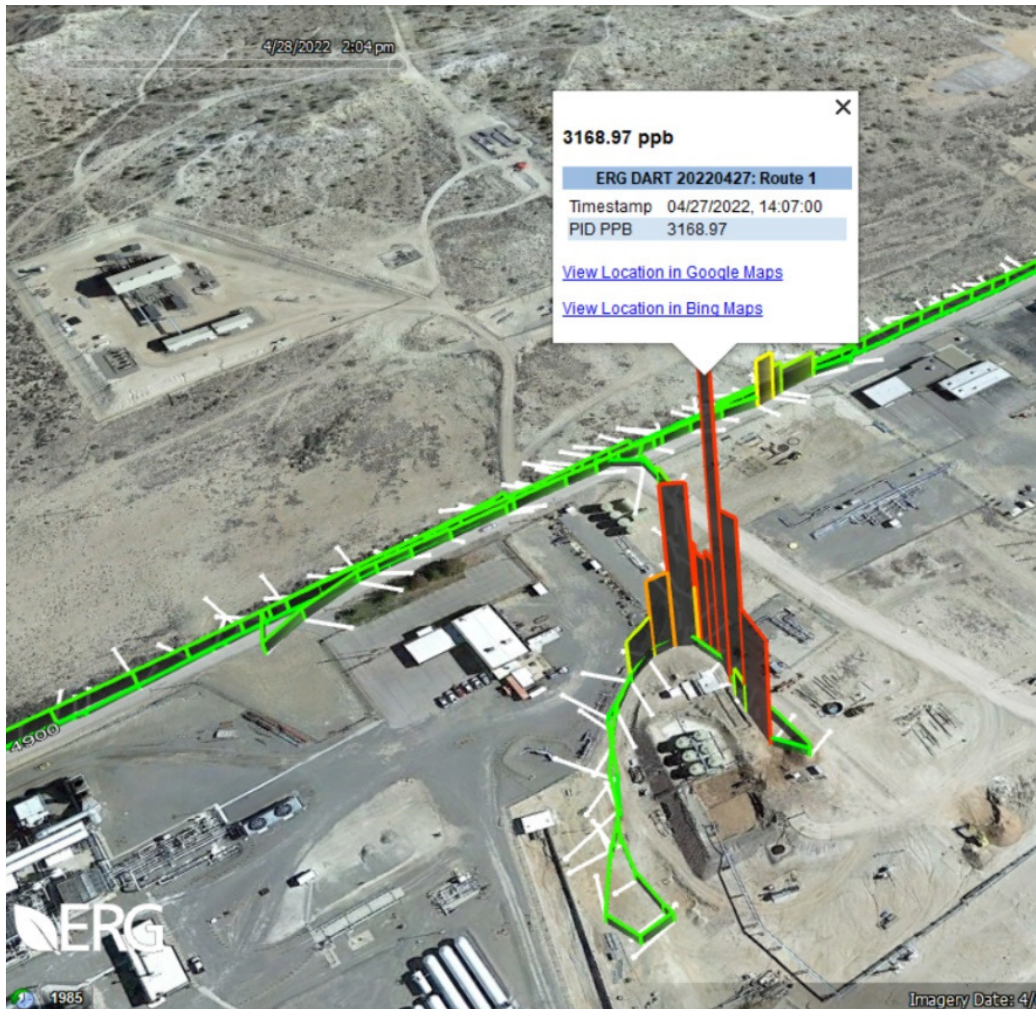 4/28/2022 2:04 pm
3168.97 ppb
ERG DART 20220427: Route 1
Timestamp 04/27/2022, 14:07:00
PID PPB 3168.97
View Location in Google Maps
View Location in Bing Maps
4900
ERG
1985
Imagery Date: 4/